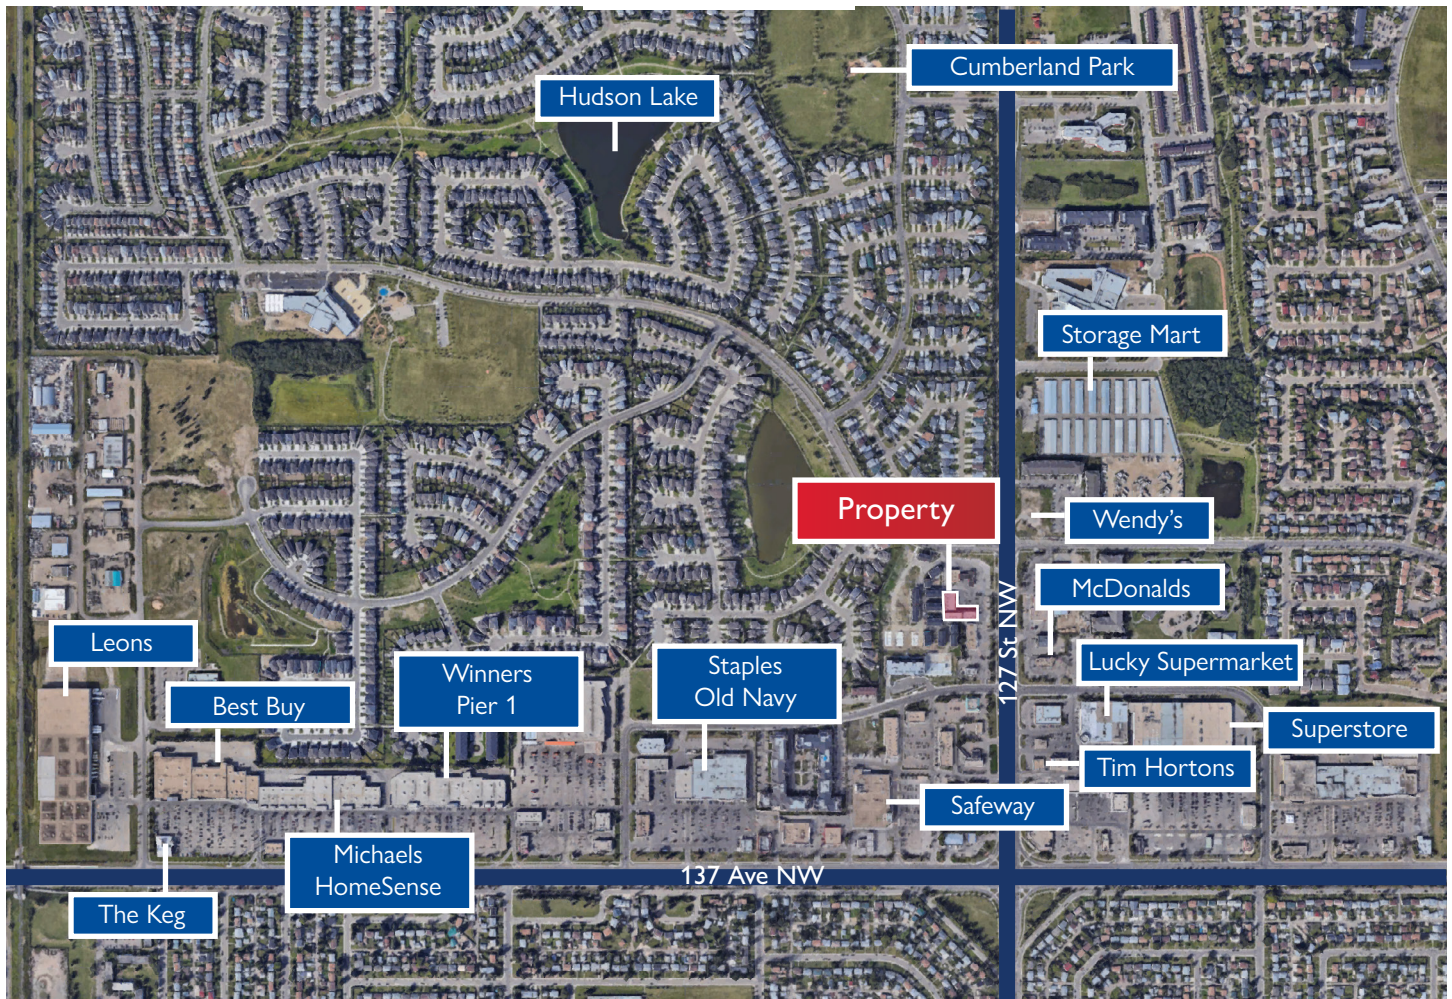 Cumberland Park
Hudson Lake
Storage Mart
Property
Wendy's
McDonalds
127 St NW
Leons
Lucky Supermarket
Winners
Pier 1
Staples
Old Navy
Best Buy
Superstore
Tim Hortons
Safeway
Michaels
HomeSense
137 Ave NW
The Keg